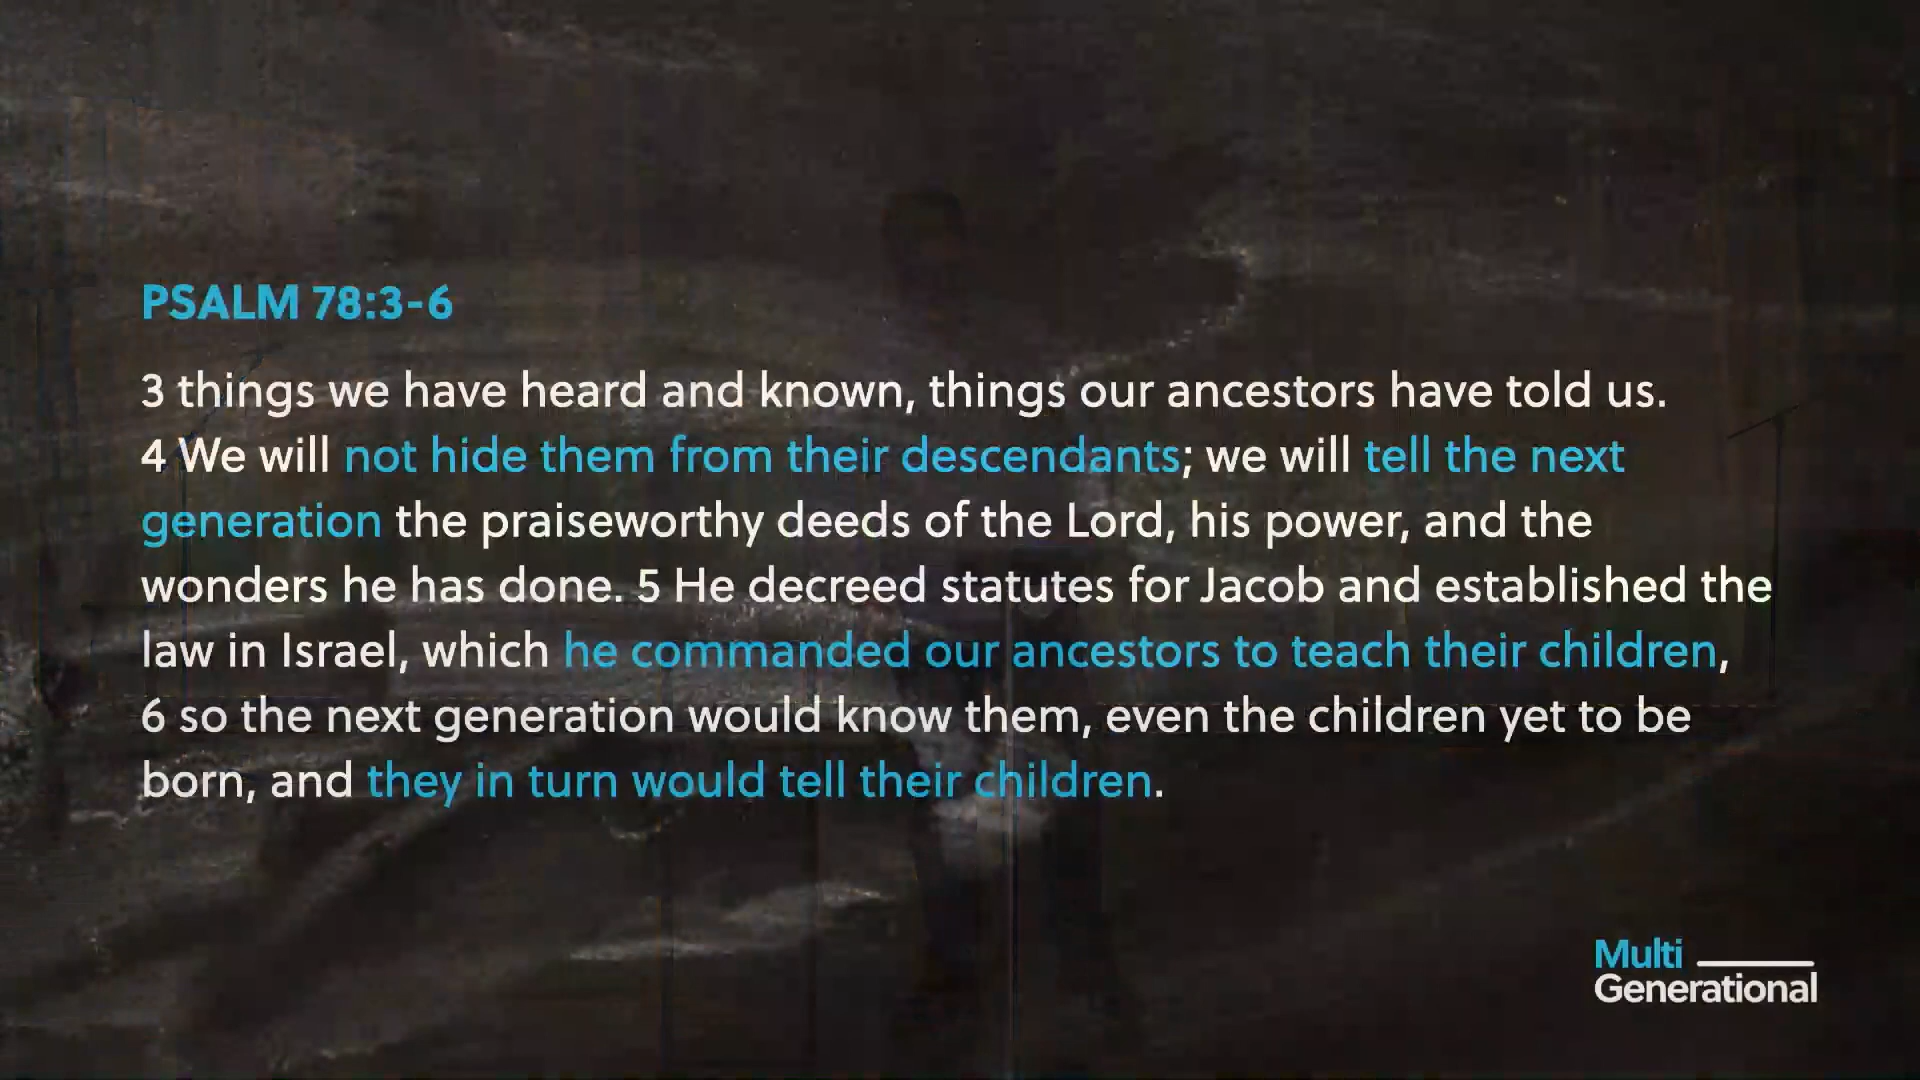 PSALM 78:3-6
3 things we have heard and known, things our ancestors have told us.
4 We will not hide them from their descendants; we will tell the next
generation the praiseworthy deeds of the Lord, his power, and the
wonders he has done. 5 He decreed statutes for Jacob and established the
law in Israel, which he commanded our ancestors to teach their children,
6 so the next generation would know them, even the children yet to be
born, and they in turn would tell their children.
Multi
Generational